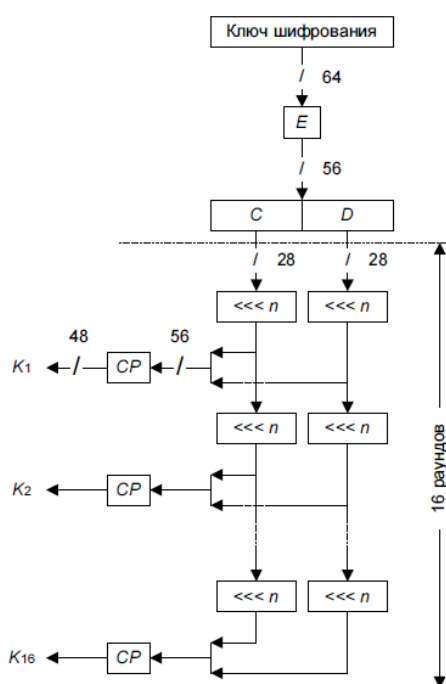 Ключ шифрования
/ 64
E
/ 56
C D
/ 28 / 28
<<< n <<< n
48 56
K1 / CP /
<<< n <<< n
K2 CP
16 раундов
<<< n <<< n
K16 CP